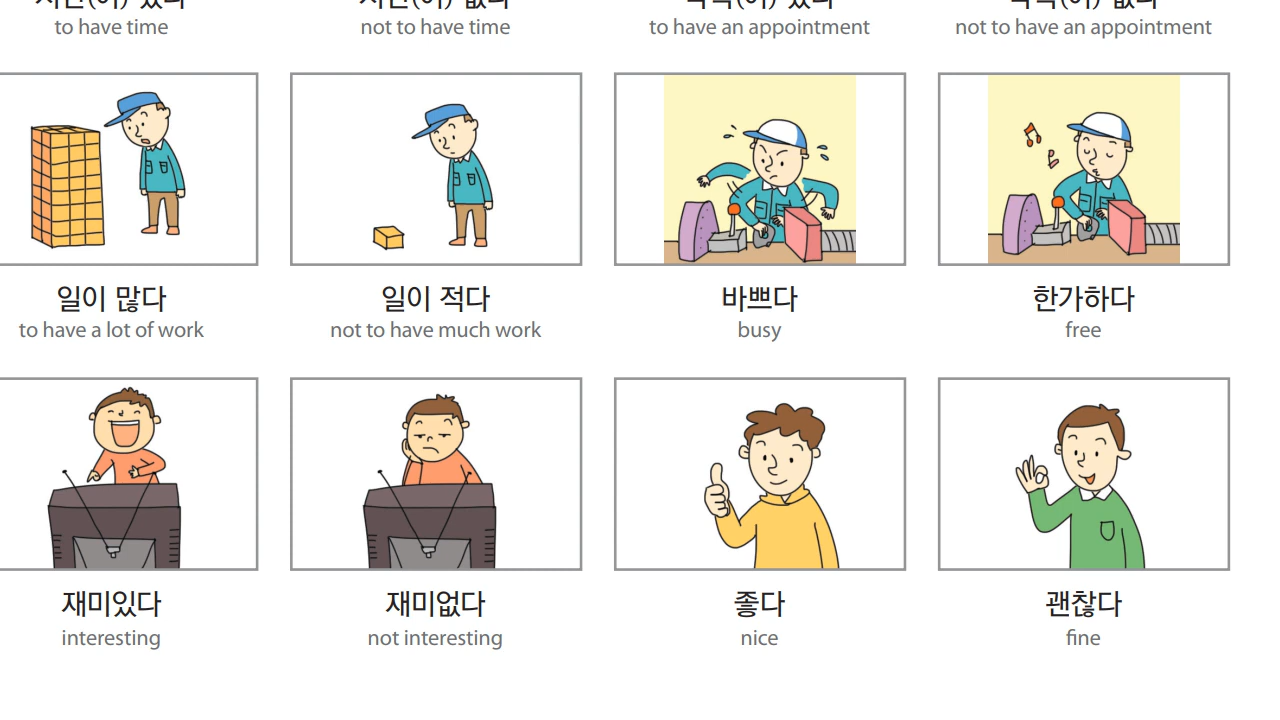 to have time
not to have time
to have an appointment
not to have an appointment
일이 많다
일이 적다
바쁘다
한가하다
to have a lot of work
not to have much work
busy
free
재미있다
재미없다
좋다
괜찮다
interesting
not interesting
nice
fine